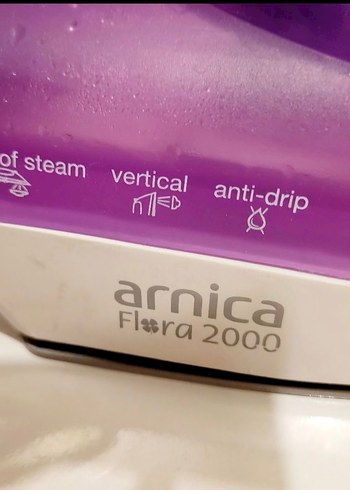 of steam
vertical
anti-drip
arnica
Flora 2000